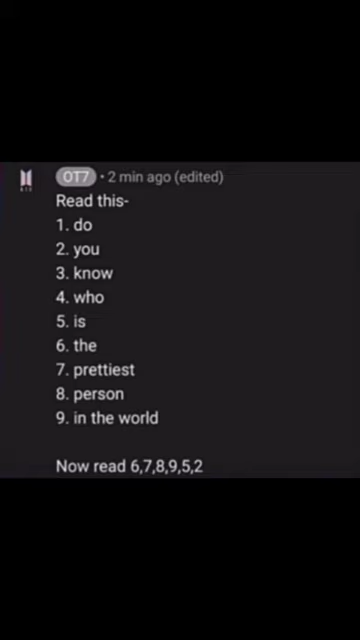 OT7 • 2 min ago (edited)
Read this-
1. do
2. you
3. know
4. who
5. is
6. the
7. prettiest
8. person
9. in the world
Now read 6,7,8,9,5,2